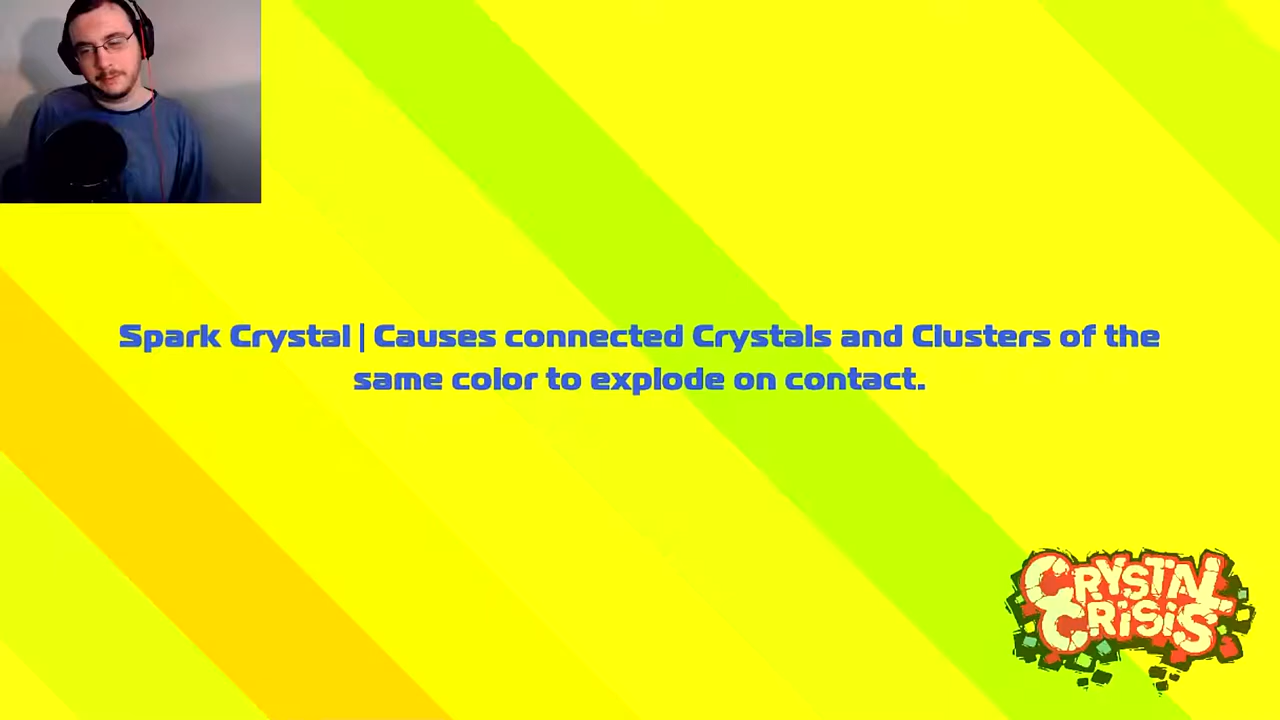 Spark Crystal | Causes connected Crystals and Clusters of the
same color to explode on contact.
CRYSTAL
CRISIS